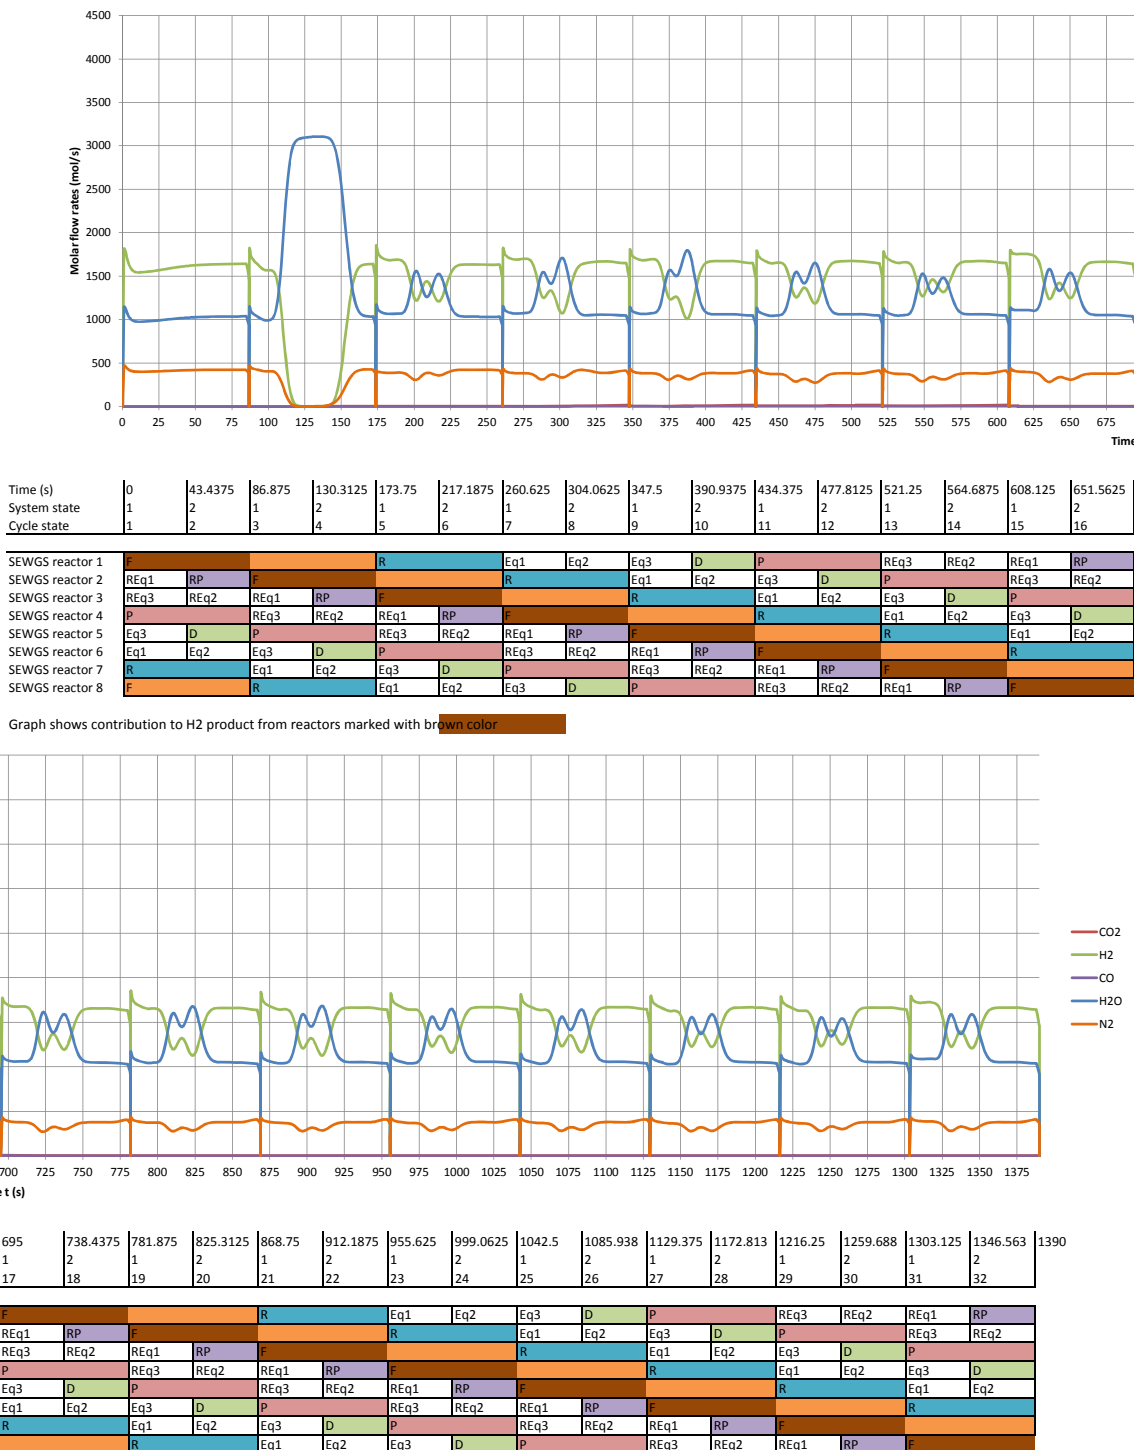 4500
4000
3500
3000
2500
2000
1500
1000
500
0
Molar flow rates (mol/s)
0 25 50 75 100 125 150 175 200 225 250 275 300 325 350 375 400 425 450 475 500 525 550 575 600 625 650 675
Time
Time (s) 0 43.4375 86.875 130.3125 173.75 217.1875 260.625 304.0625 347.5 390.9375 434.375 477.8125 521.25 564.6875 608.125 651.5625
System state 1 2 1 2 1 2 1 2 1 2 1 2 1 2 1 2
Cycle state 1 2 3 4 5 6 7 8 9 10 11 12 13 14 15 16
SEWGS reactor 1 F R Eq1 Eq2 Eq3 D P REq3 REq2 REq1 RP
SEWGS reactor 2 REq1 RP F R Eq1 Eq2 Eq3 D P REq3 REq2
SEWGS reactor 3 REq3 REq2 REq1 RP F R Eq1 Eq2 Eq3 D P
SEWGS reactor 4 P REq3 REq2 REq1 RP F R Eq1 Eq2 Eq3 D
SEWGS reactor 5 Eq3 D P REq3 REq2 REq1 RP F R Eq1 Eq2
SEWGS reactor 6 Eq1 Eq2 Eq3 D P REq3 REq2 REq1 RP F R
SEWGS reactor 7 R Eq1 Eq2 Eq3 D P REq3 REq2 REq1 RP F
SEWGS reactor 8 F R Eq1 Eq2 Eq3 D P REq3 REq2 REq1 RP F
Graph shows contribution to H2 product from reactors marked with brown color
CO2
H2
CO
H2O
N2
700 725 750 775 800 825 850 875 900 925 950 975 1000 1025 1050 1075 1100 1125 1150 1175 1200 1225 1250 1275 1300 1325 1350 1375
e t (s)
695 738.4375 781.875 825.3125 868.75 912.1875 955.625 999.0625 1042.5 1085.938 1129.375 1172.813 1216.25 1259.688 1303.125 1346.563 1390
1 2 1 2 1 2 1 2 1 2 1 2 1 2 1 2
17 18 19 20 21 22 23 24 25 26 27 28 29 30 31 32
F R Eq1 Eq2 Eq3 D P REq3 REq2 REq1 RP
REq1 RP F R Eq1 Eq2 Eq3 D P REq3 REq2
REq3 REq2 REq1 RP F R Eq1 Eq2 Eq3 D P
P REq3 REq2 REq1 RP F R Eq1 Eq2 Eq3 D
Eq3 D P REq3 REq2 REq1 RP F R Eq1 Eq2
Eq1 Eq2 Eq3 D P REq3 REq2 REq1 RP F R
R Eq1 Eq2 Eq3 D P REq3 REq2 REq1 RP F
R Eq1 Eq2 Eq3 D P REq3 REq2 REq1 RP F